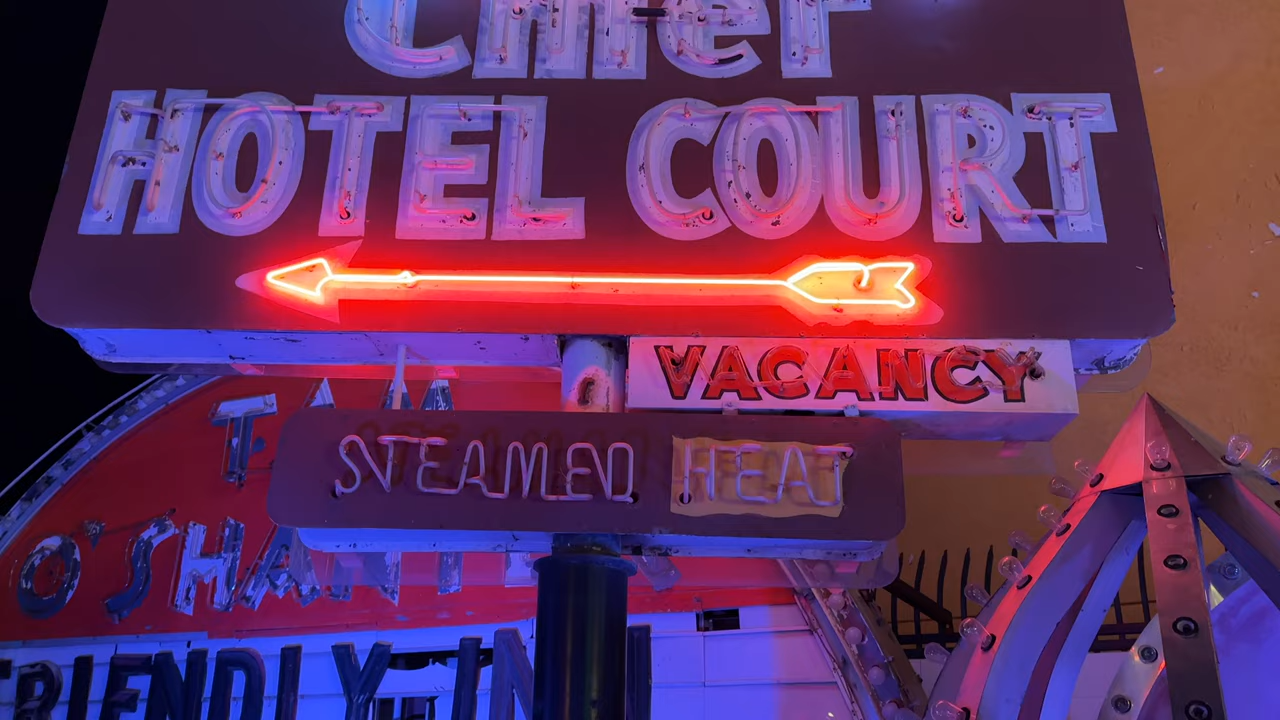 Chief
HOTEL COURT
VACANCY
STEAMED HEAT
O'SHA
FRIENDLY IN